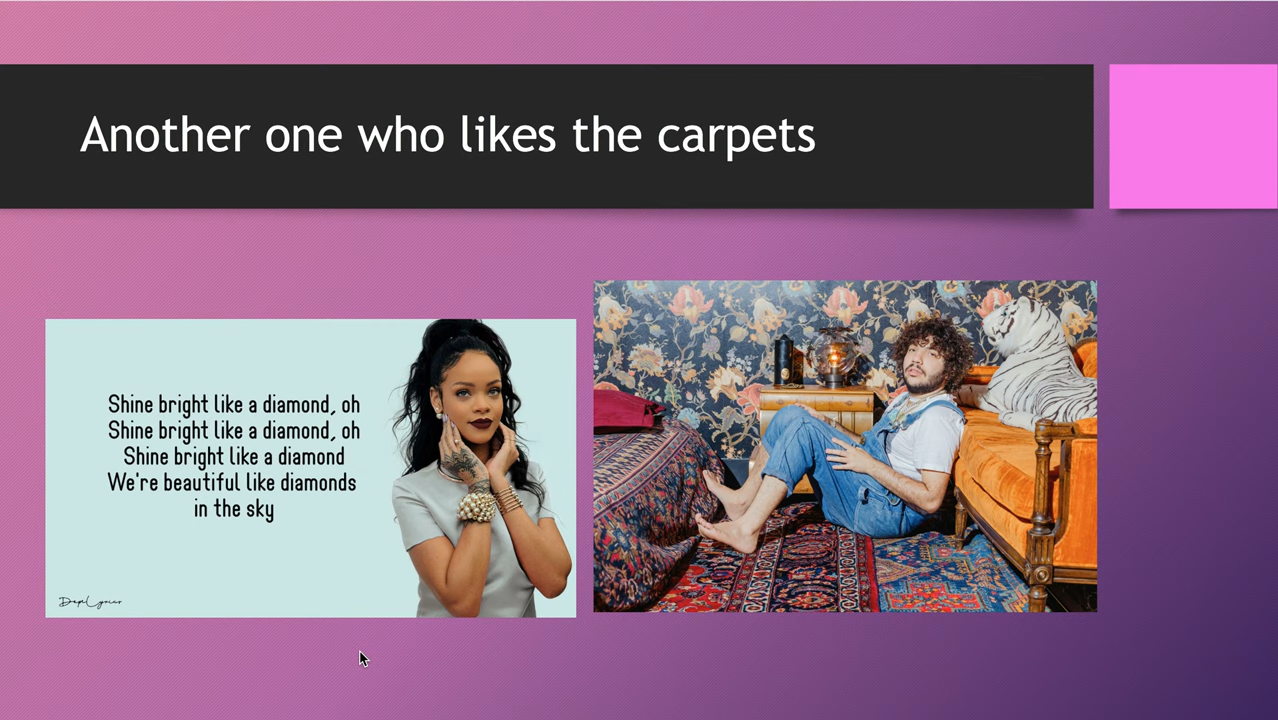 Another one who likes the carpets
Shine bright like a diamond, oh
Shine bright like a diamond, oh
Shine bright like a diamond
We're beautiful like diamonds
in the sky